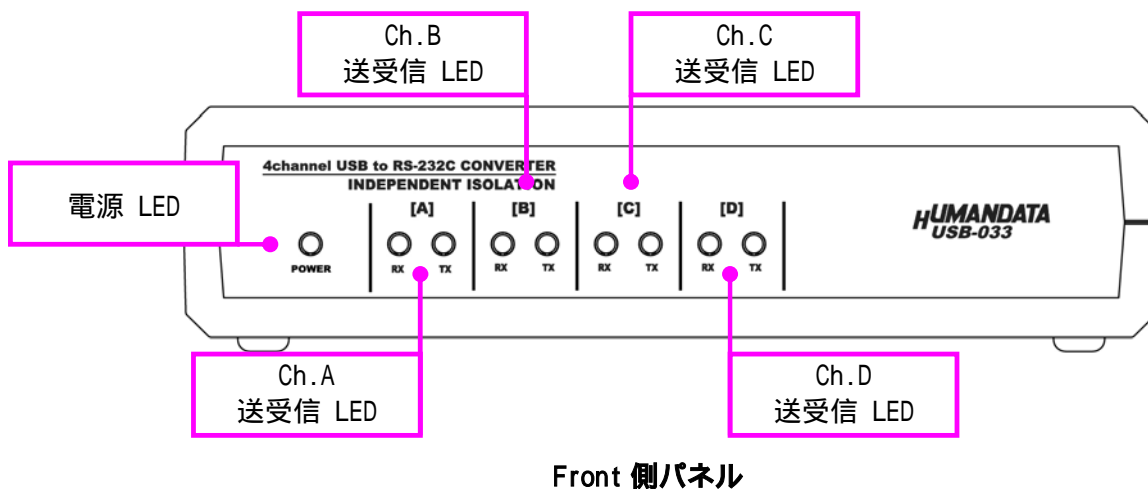 Ch.B
送受信 LED
Ch.C
送受信 LED
電源 LED
4channel USB to RS-232C CONVERTER
INDEPENDENT ISOLATION
[A] [B] [C] [D]
HUMANDATA
USB-033
POWER
RX TX RX TX RX TX RX TX
Ch.A
送受信 LED
Ch.D
送受信 LED
Front 側パネル